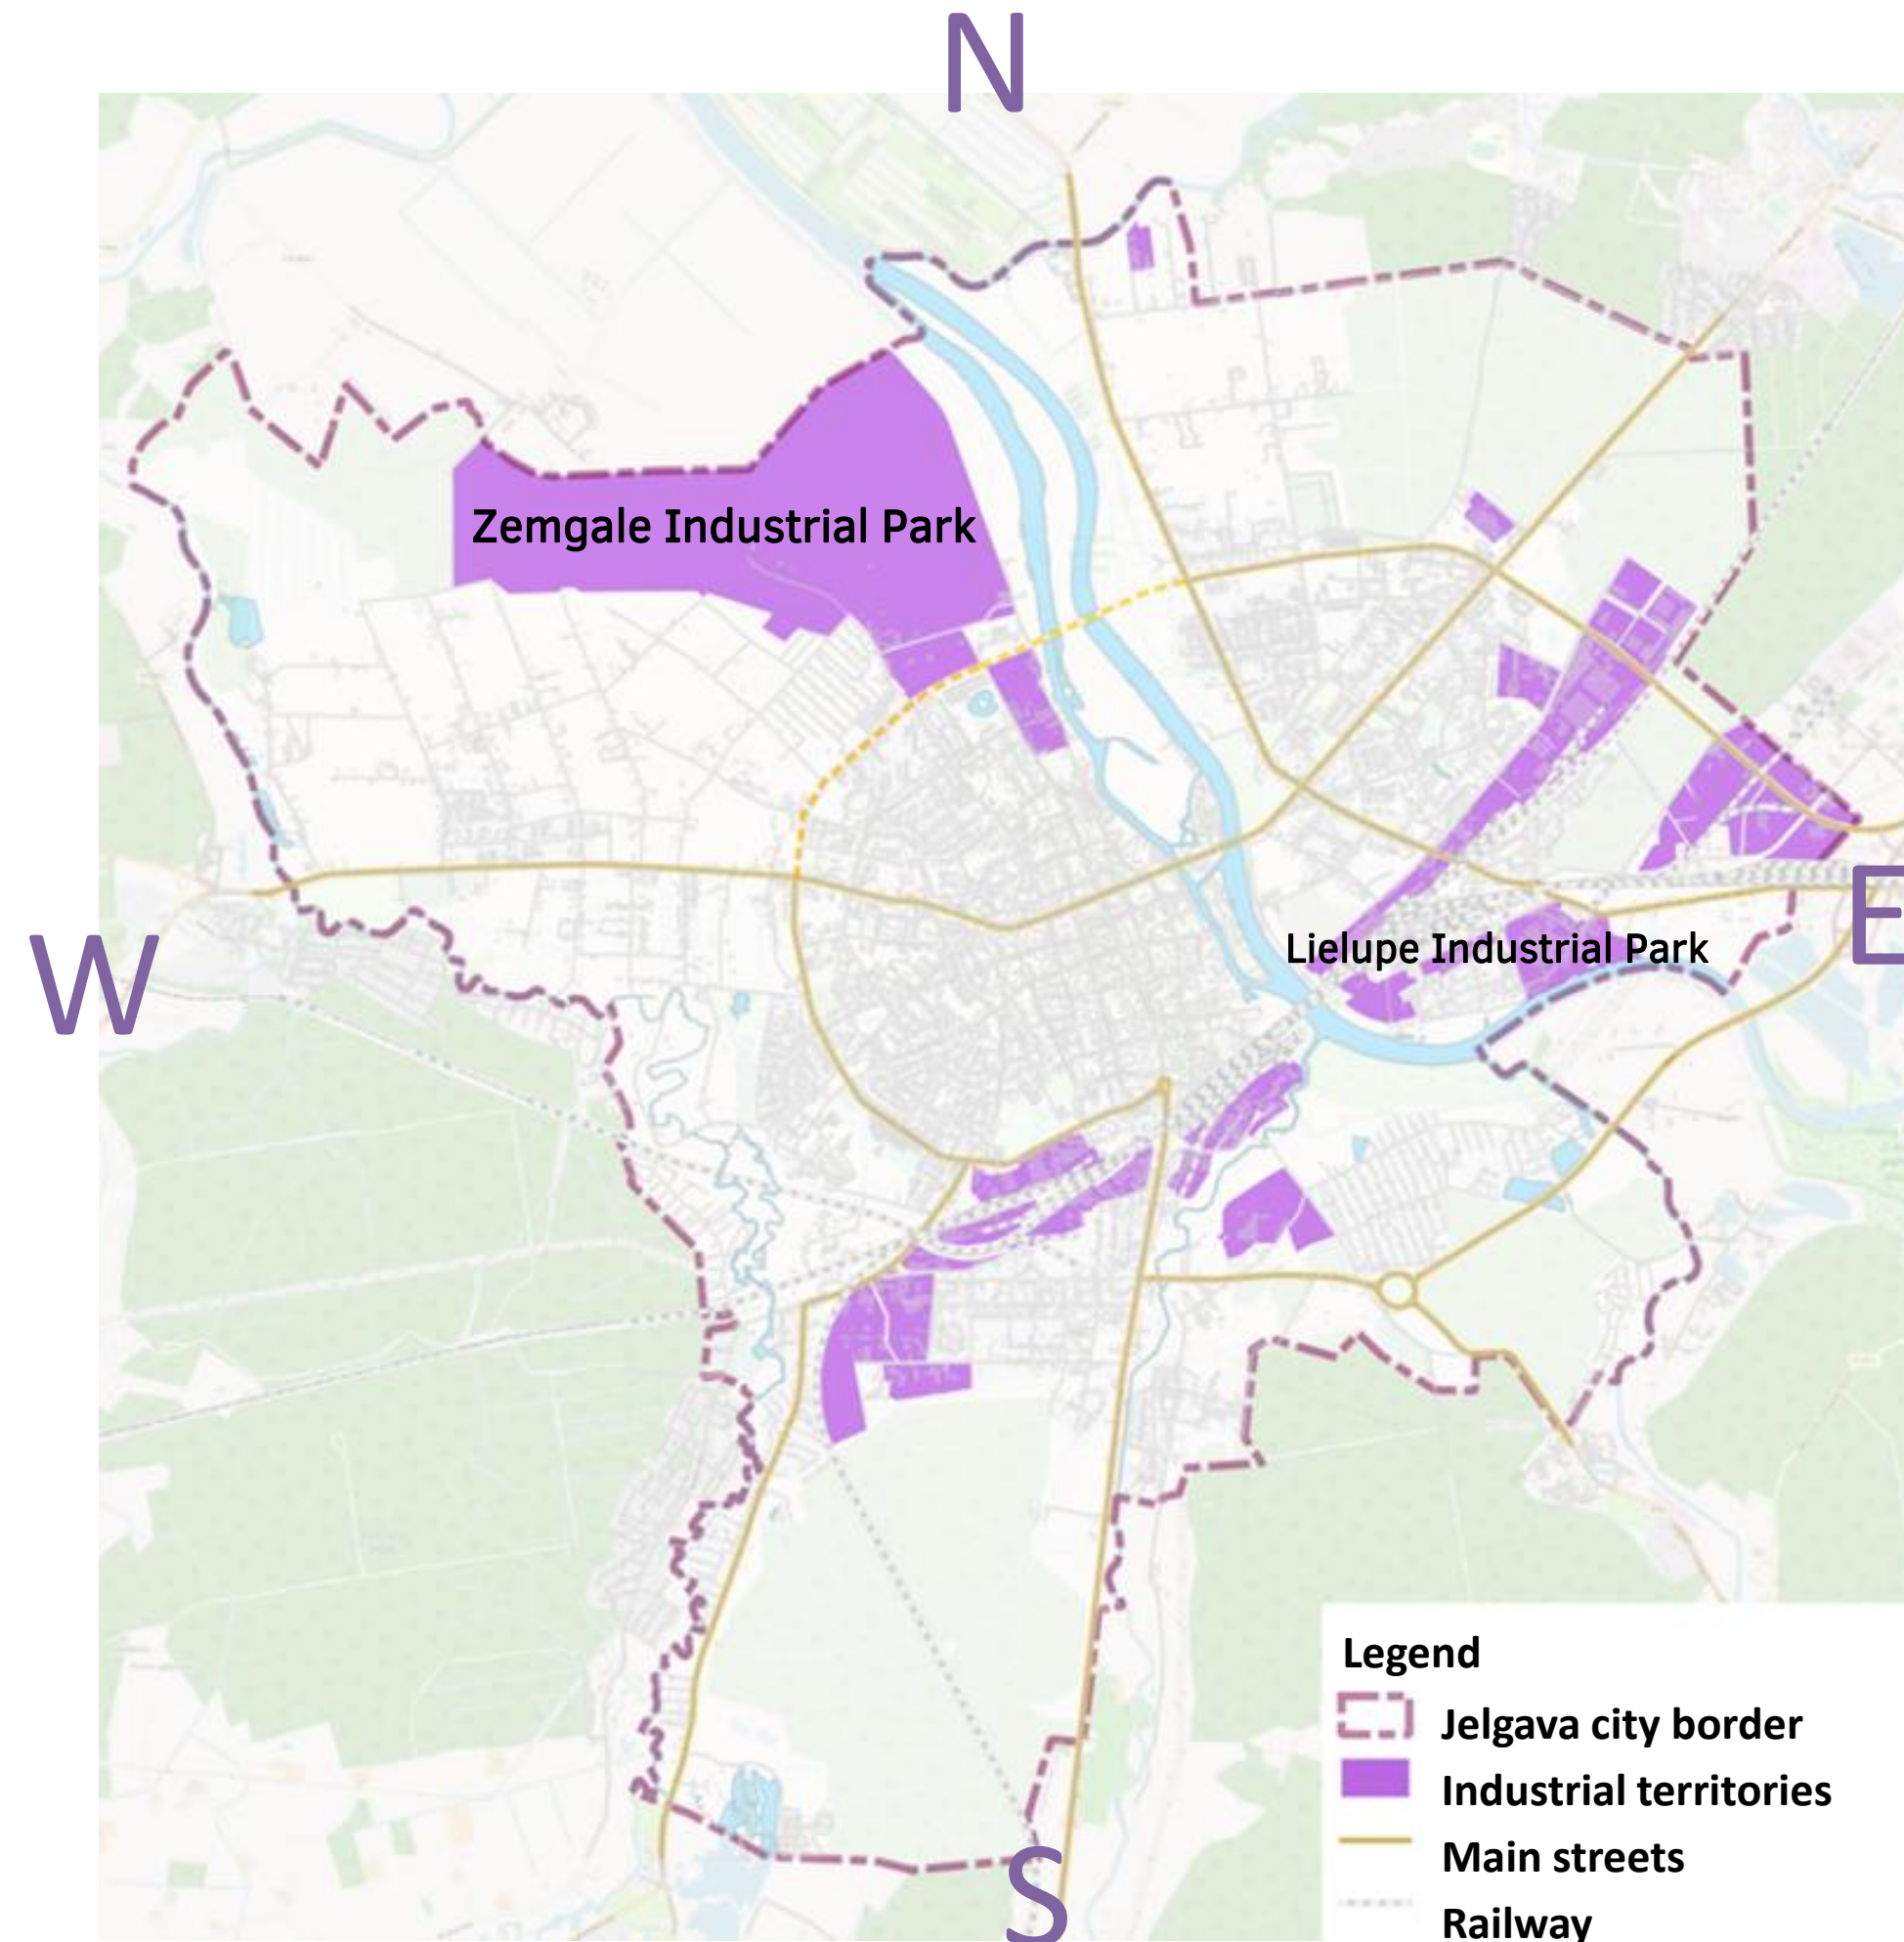 N
Zemgale Industrial Park
E
Lielupe Industrial Park
W
Legend
Jelgava city border
Industrial territories
Main streets
Railway
S